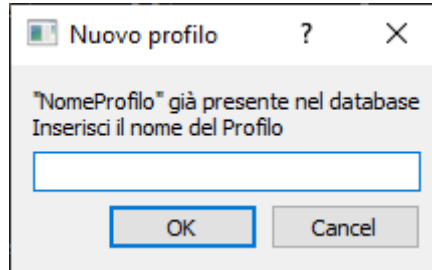 Nuovo profilo ?
"NomeProfilo" già presente nel database
Inserisci il nome del Profilo
OK Cancel